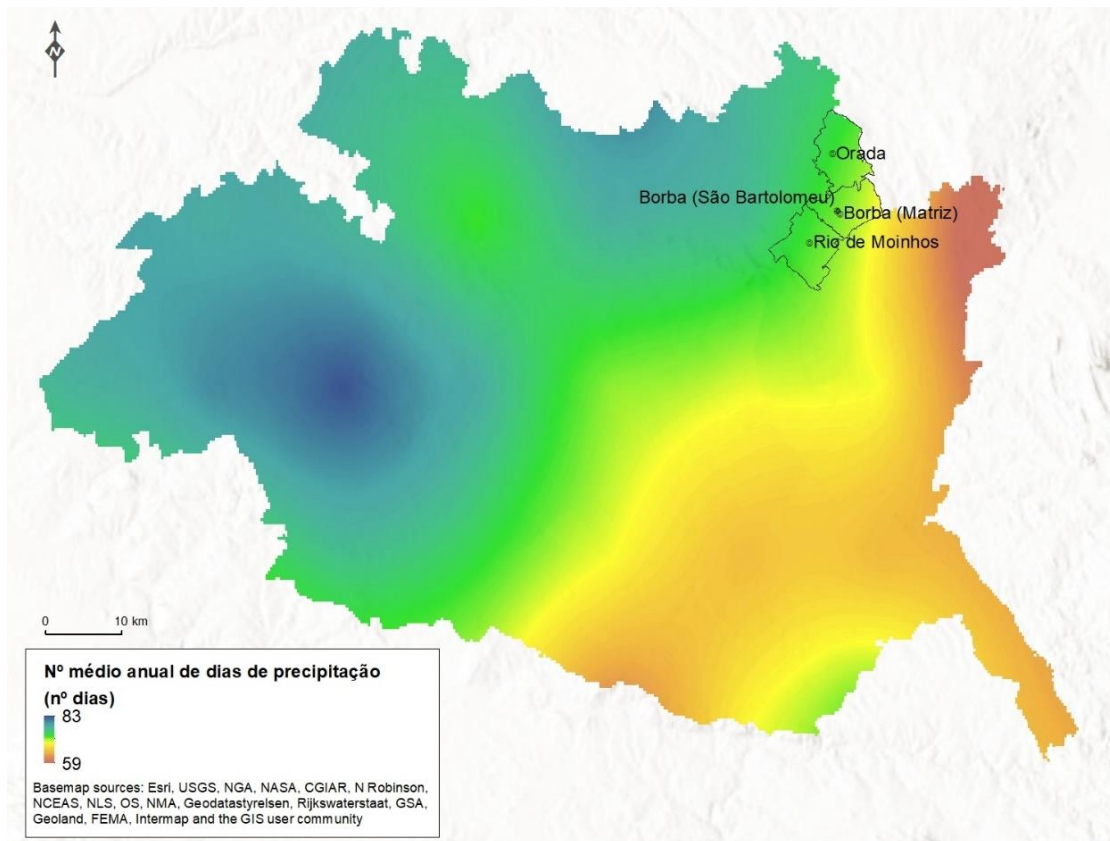 N
Orada
Borba (São Bartolomeu)
Borba (Matriz)
Rio de Moinhos
0 10 km
Nº médio anual de dias de precipitação
(nº dias)
83
59
Basemap sources: Esri, USGS, NGA, NASA, CGIAR, N Robinson,
NCEAS, NLS, OS, NMA, Geodatastyrelsen, Rijkswaterstaat, GSA,
Geoland, FEMA, Intermap and the GIS user community